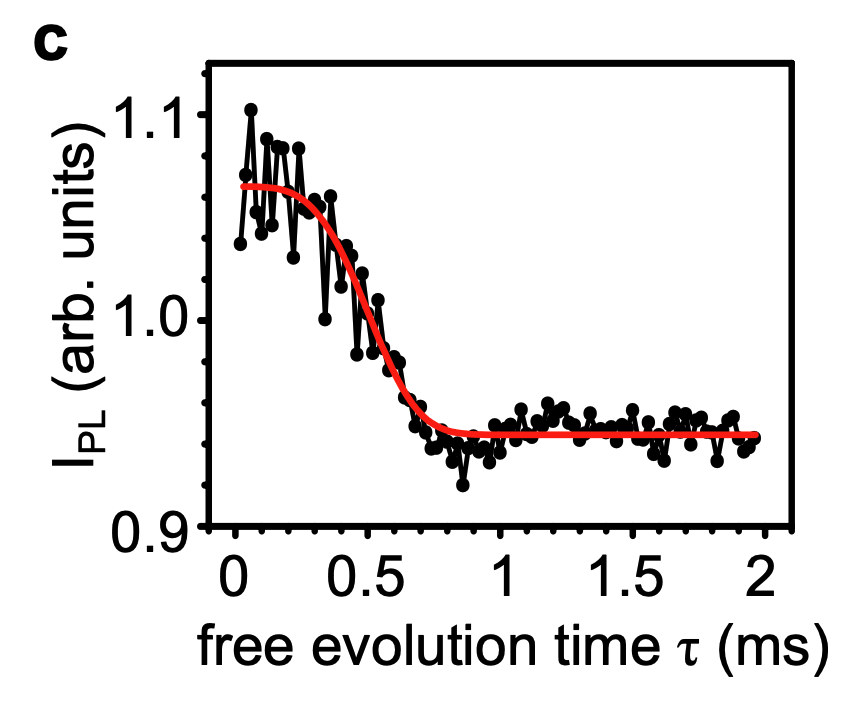 c
I_PL (arb. units)
1.1
1.0
0.9
0 0.5 1 1.5 2
free evolution time τ (ms)